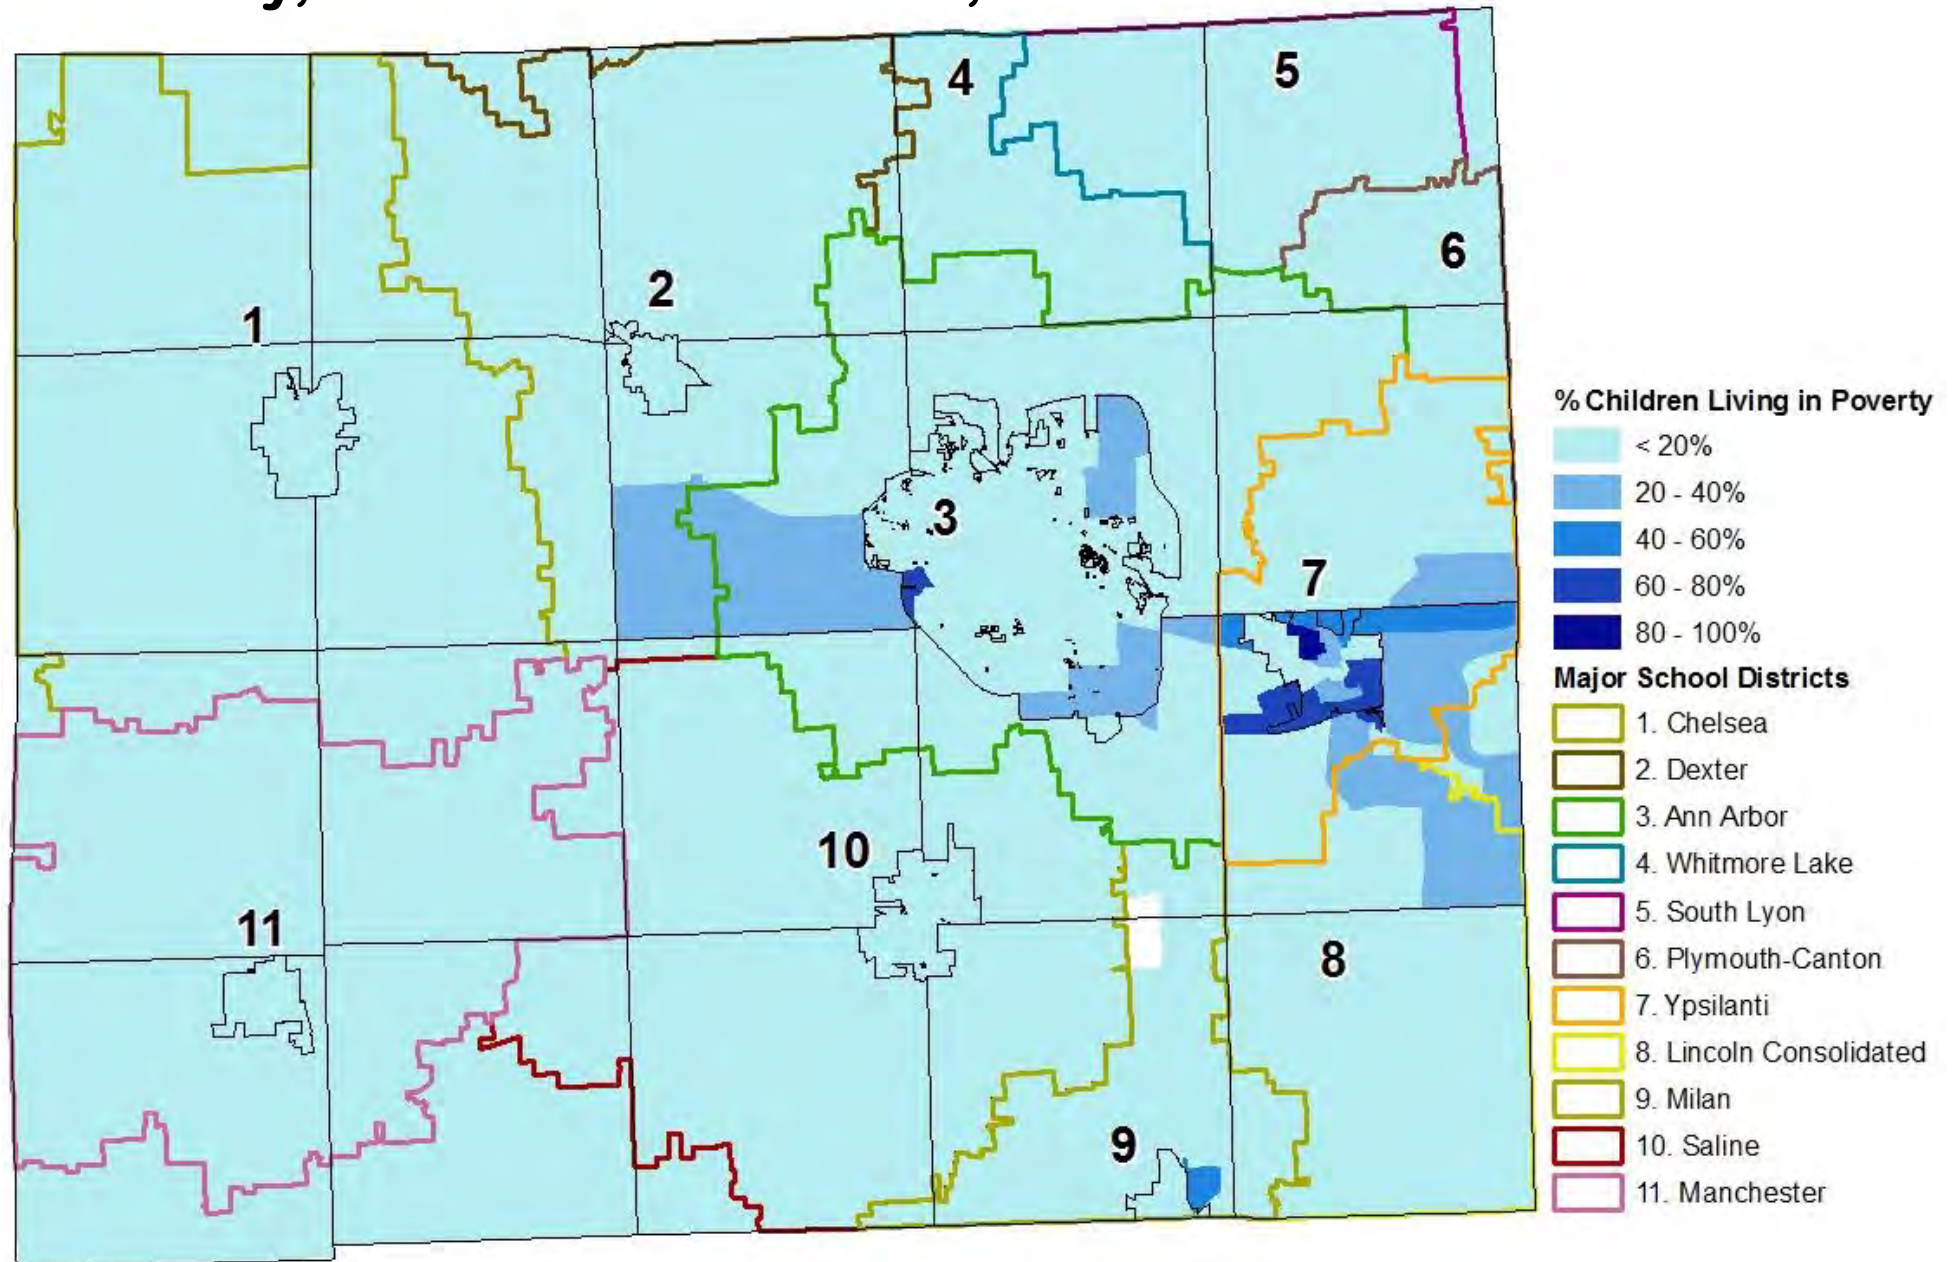 4
5
6
2
1
3
7
10
11
8
9
% Children Living in Poverty
< 20%
20 - 40%
40 - 60%
60 - 80%
80 - 100%
Major School Districts
1. Chelsea
2. Dexter
3. Ann Arbor
4. Whitmore Lake
5. South Lyon
6. Plymouth-Canton
7. Ypsilanti
8. Lincoln Consolidated
9. Milan
10. Saline
11. Manchester